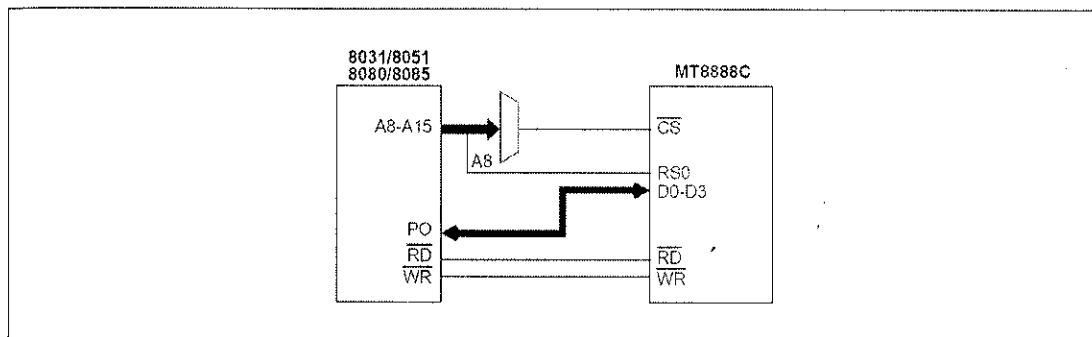 8031/8051
8080/8085
MT8888C
A8-A15
CS
A8
RS0
D0-D3
PO
RD
RD
WR
WR